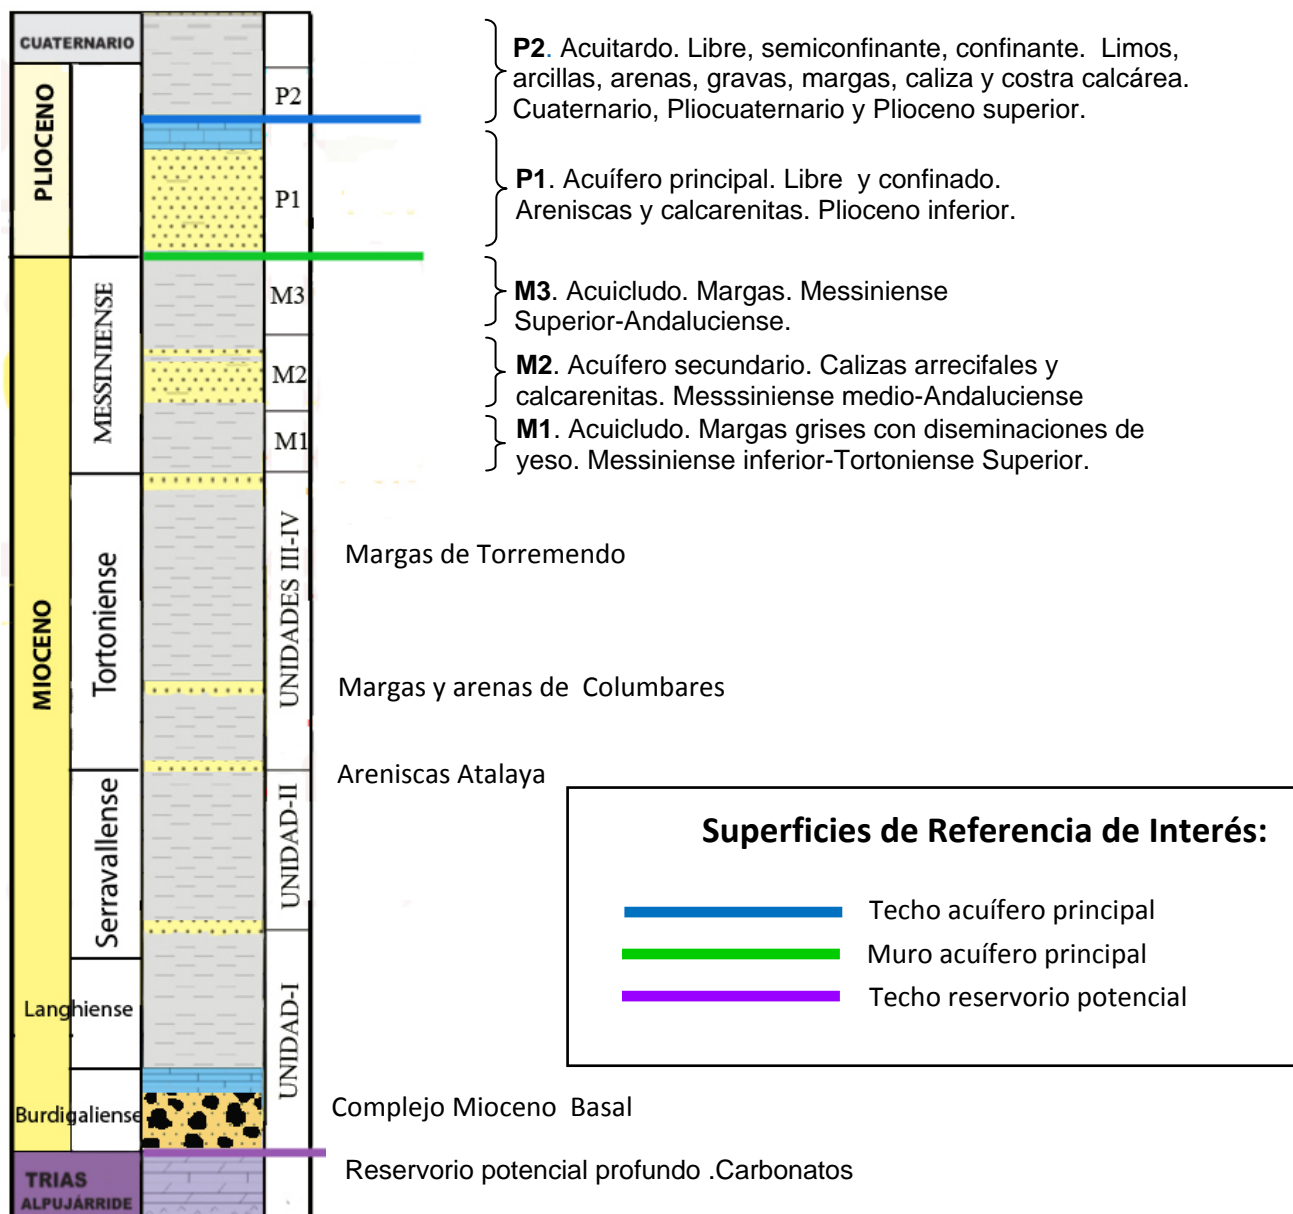 CUATERNARIO
PLIOCENO
P2
P1
P2. Acuitardo. Libre, semiconfinante, confinante. Limos,
arcillas, arenas, gravas, margas, caliza y costra calcárea.
Cuaternario, Pliocuaternario y Plioceno superior.
P1. Acuífero principal. Libre y confinado.
Areniscas y calcarenitas. Plioceno inferior.
MIOCENO
MESSINIENSE
M3
M2
M1
M3. Acuicludo. Margas. Messiniense
Superior-Andaluciense.
M2. Acuífero secundario. Calizas arrecifales y
calcarenitas. Messsiniense medio-Andaluciense
M1. Acuicludo. Margas grises con diseminaciones de
yeso. Messiniense inferior-Tortoniense Superior.
Tortoniense
UNIDADES III-IV
Margas de Torremendo
Margas y arenas de Columbares
Areniscas Atalaya
Serravallense
UNIDAD-II
Langhiense
UNIDAD-I
Burdigaliense
Complejo Mioceno Basal
TRIAS
ALPUJÁRRIDE
Reservorio potencial profundo .Carbonatos
Superficies de Referencia de Interés:
Techo acuífero principal
Muro acuífero principal
Techo reservorio potencial